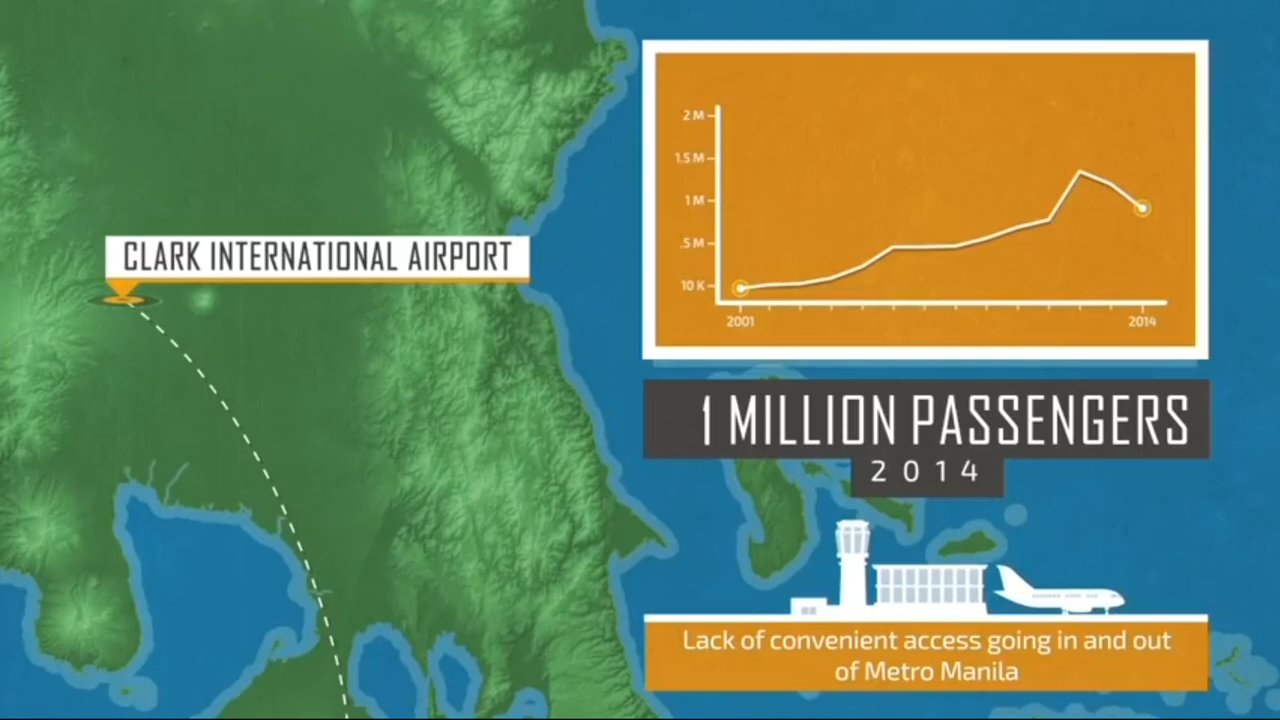 CLARK INTERNATIONAL AIRPORT
2 M
1.5 M
1 M
.5 M
10 K
2001
2014
1 MILLION PASSENGERS
2014
Lack of convenient access going in and out
of Metro Manila